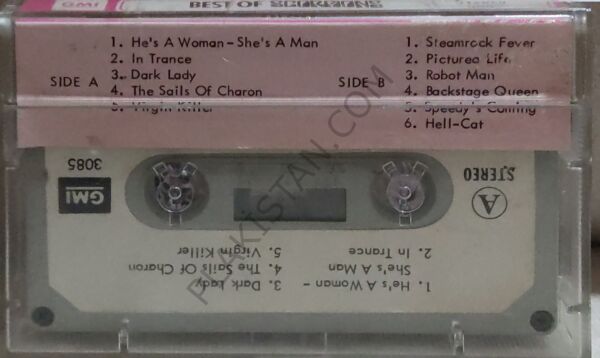 GMI
BEST OF SCORPIONS
SIDE A
1. He's A Woman – She's A Man
2. In Trance
3. Dark Lady
4. The Sails Of Charon
5. Virgin Killer
SIDE B
1. Steamrock Fever
2. Pictured Life
3. Robot Man
4. Backstage Queen
5. Speedy's Coming
6. Hell-Cat
3085
GMI
STEREO
A
1. He's A Woman –
She's A Man
2. In Trance
3. Dark Lady
4. The Sails Of Charon
5. Virgin Killer
PLAKİSTAN.COM